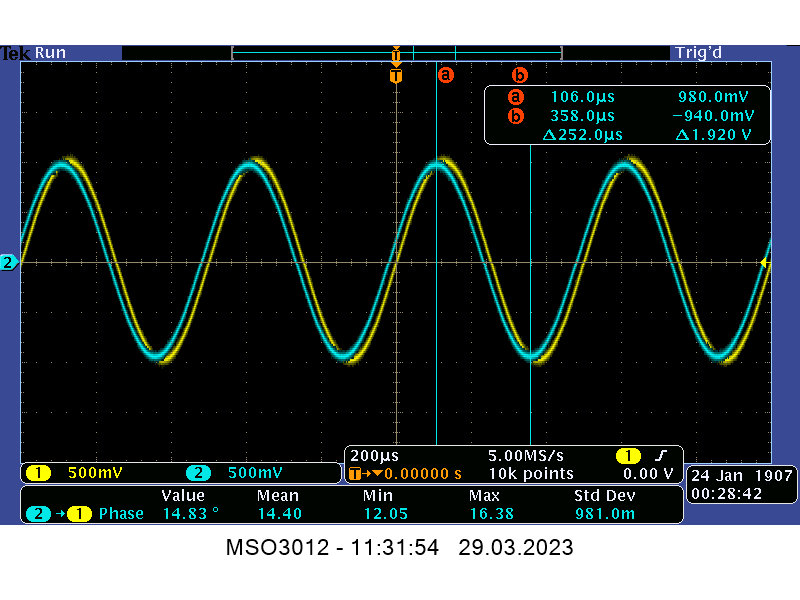 Tek Run Trig'd
T
T a b
a 106.0µs 980.0mV
b 358.0µs −940.0mV
Δ252.0µs Δ1.920 V
2
1 500mV 2 500mV
200µs 5.00MS/s 1
T→▼0.00000 s 10k points 0.00 V
24 Jan 1907
00:28:42
Value Mean Min Max Std Dev
2 → 1 Phase 14.83 ° 14.40 12.05 16.38 981.0m
MSO3012 - 11:31:54 29.03.2023